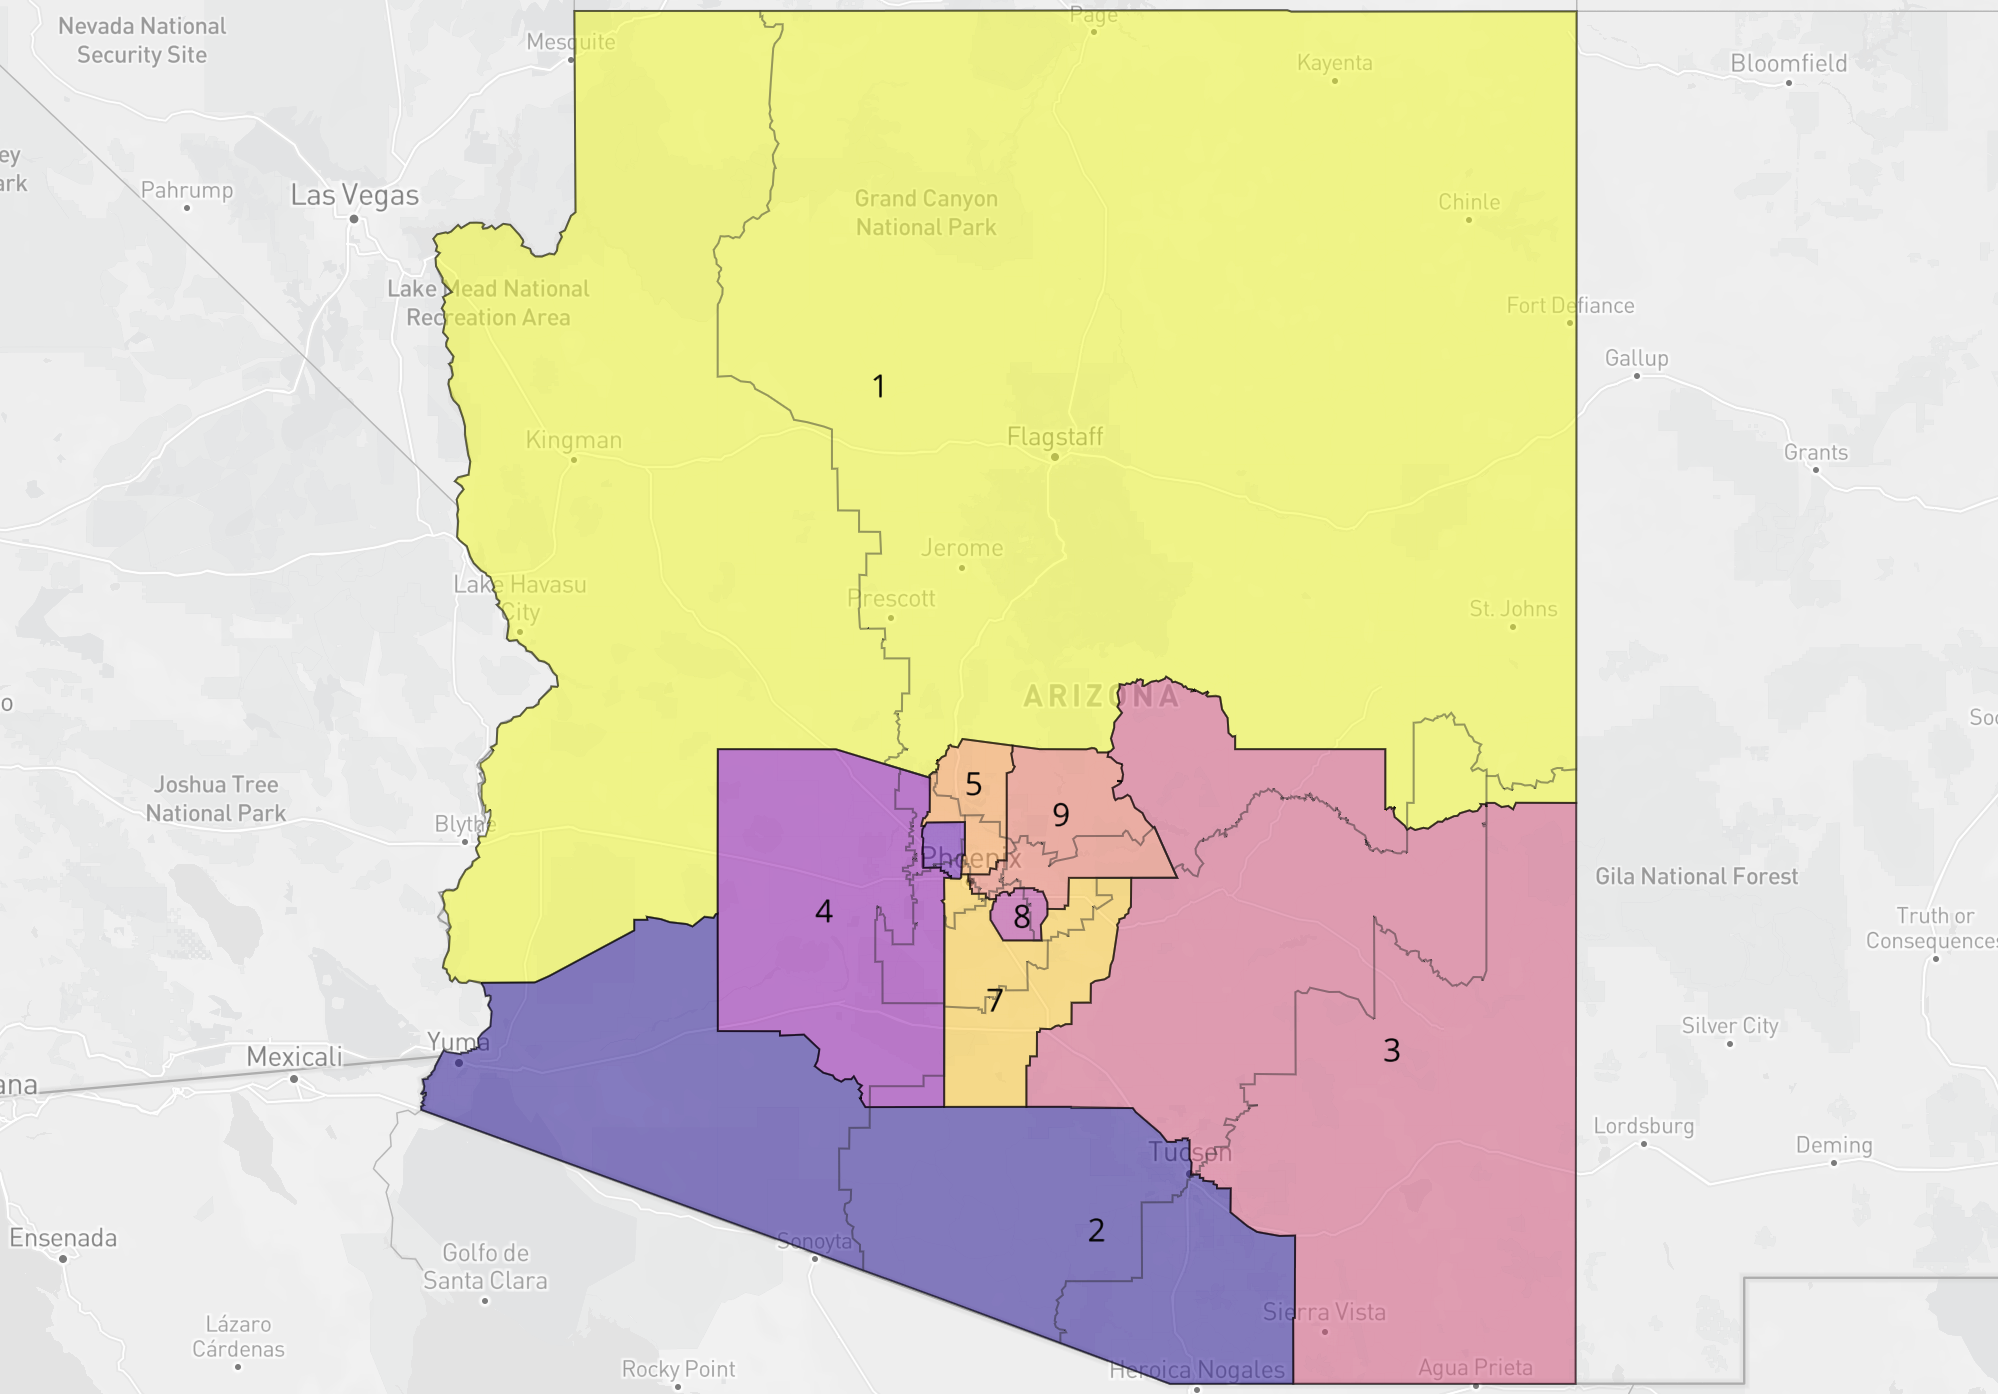 Page
Nevada National
Security Site
Mesquite
Kayenta
Bloomfield
ey
ark
Pahrump
Las Vegas
Grand Canyon
National Park
Chinle
Lake Mead National
Recreation Area
Fort Defiance
Gallup
1
Kingman
Flagstaff
Grants
Jerome
Lake Havasu
City
Prescott
St. Johns
ARIZONA
o
Soc
Joshua Tree
National Park
5
9
Blythe
Phoenix
Gila National Forest
4
8
Truth or
Consequences
7
Yuma
Mexicali
3
Silver City
ana
Tucson
Lordsburg
Deming
2
Ensenada
Sonoyta
Golfo de
Santa Clara
Sierra Vista
Lázaro
Cárdenas
Rocky Point
Heroica Nogales
Agua Prieta